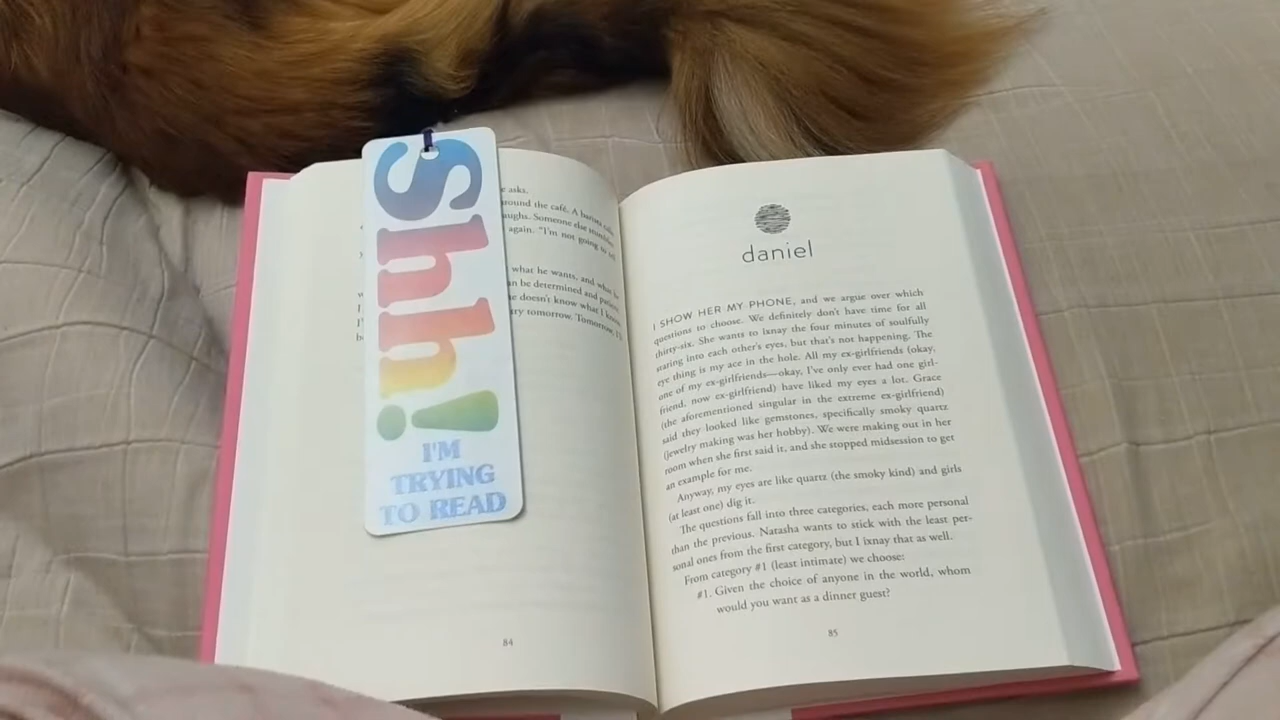 Shh!
I'M
TRYING
TO READ
e asks.
around the café. A barista calls
aughs. Someone else stumbles
again. "I'm not going to tell
what he wants, and what he
an be determined and patient
e doesn't know what I know
try tomorrow. Tomorrow, I'll
84
daniel
I SHOW HER MY PHONE, and we argue over which
questions to choose. We definitely don't have time for all
thirty-six. She wants to ixnay the four minutes of soulfully
staring into each other's eyes, but that's not happening. The
eye thing is my ace in the hole. All my ex-girlfriends (okay,
one of my ex-girlfriends—okay, I've only ever had one girl-
friend, now ex-girlfriend) have liked my eyes a lot. Grace
(the aforementioned singular in the extreme ex-girlfriend)
said they looked like gemstones, specifically smoky quartz
(jewelry making was her hobby). We were making out in her
room when she first said it, and she stopped midsession to get
an example for me.
Anyway, my eyes are like quartz (the smoky kind) and girls
(at least one) dig it.
The questions fall into three categories, each more personal
than the previous. Natasha wants to stick with the least per-
sonal ones from the first category, but I ixnay that as well.
From category #1 (least intimate) we choose:
#1. Given the choice of anyone in the world, whom
would you want as a dinner guest?
85